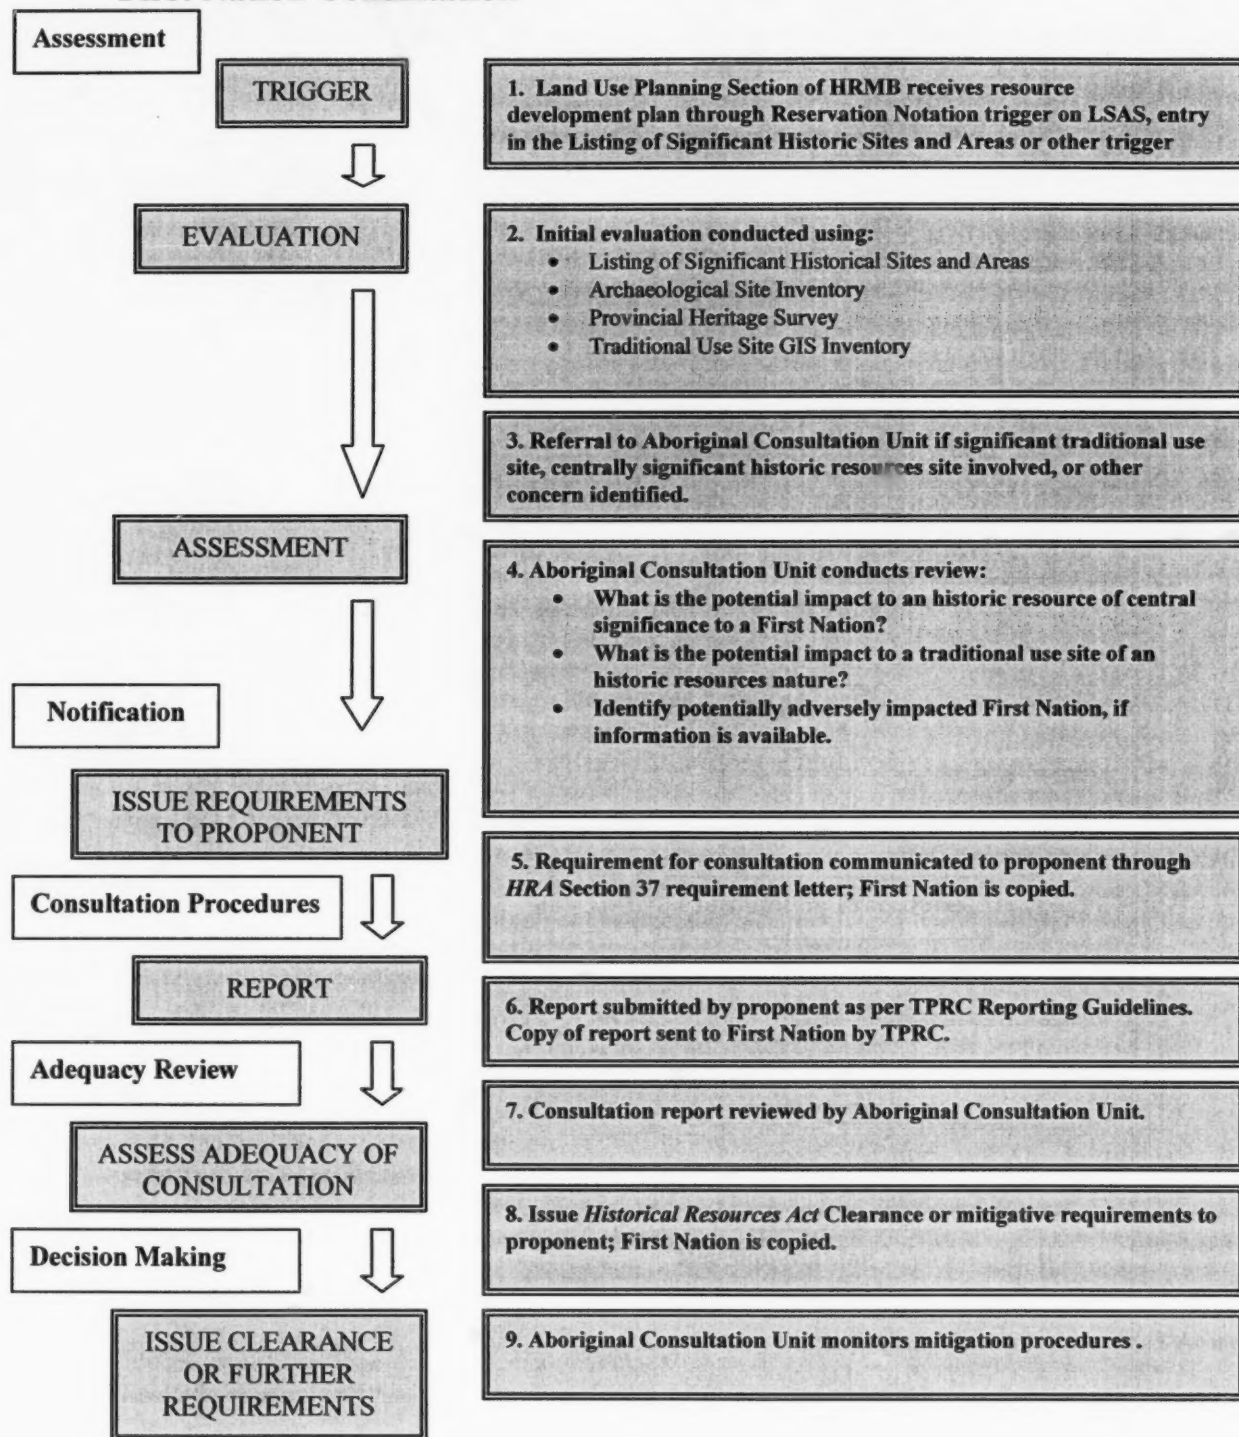 Assessment
TRIGGER
1. Land Use Planning Section of HRMB receives resource
development plan through Reservation Notation trigger on LSAS, entry
in the Listing of Significant Historic Sites and Areas or other trigger
EVALUATION
2. Initial evaluation conducted using:
• Listing of Significant Historical Sites and Areas
• Archaeological Site Inventory
• Provincial Heritage Survey
• Traditional Use Site GIS Inventory
3. Referral to Aboriginal Consultation Unit if significant traditional use
site, centrally significant historic resources site involved, or other
concern identified.
ASSESSMENT
4. Aboriginal Consultation Unit conducts review:
• What is the potential impact to an historic resource of central
significance to a First Nation?
• What is the potential impact to a traditional use site of an
historic resources nature?
• Identify potentially adversely impacted First Nation, if
information is available.
Notification
ISSUE REQUIREMENTS
TO PROPONENT
5. Requirement for consultation communicated to proponent through
HRA Section 37 requirement letter; First Nation is copied.
Consultation Procedures
REPORT
6. Report submitted by proponent as per TPRC Reporting Guidelines.
Copy of report sent to First Nation by TPRC.
Adequacy Review
7. Consultation report reviewed by Aboriginal Consultation Unit.
ASSESS ADEQUACY OF
CONSULTATION
8. Issue Historical Resources Act Clearance or mitigative requirements to
proponent; First Nation is copied.
Decision Making
ISSUE CLEARANCE
OR FURTHER
REQUIREMENTS
9. Aboriginal Consultation Unit monitors mitigation procedures .